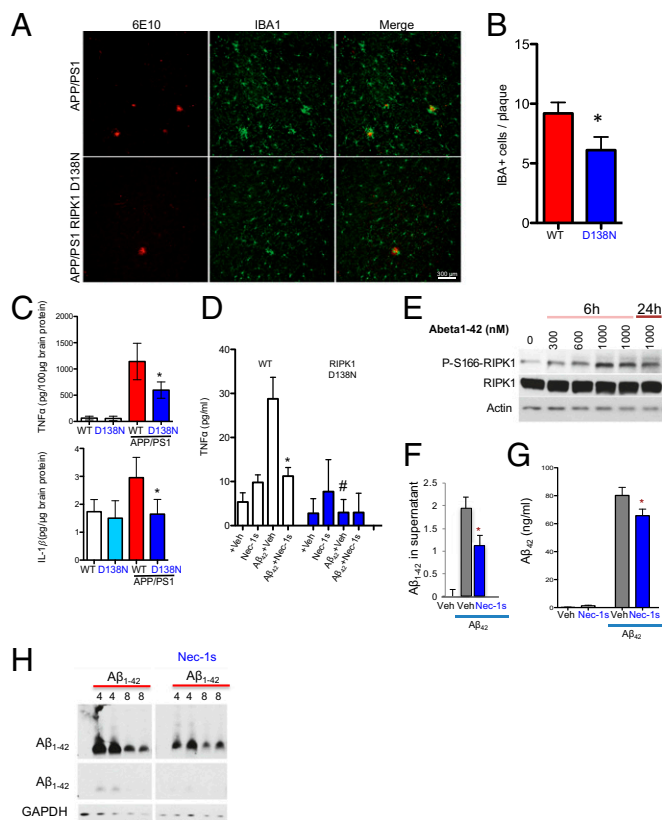 A
6E10
IBA1
Merge
APP/PS1
APP/PS1 RIPK1 D138N
300 µm
B
IBA+ cells / plaque
15
10
5
0
*
WT
D138N
C
TNFα (pg/100µg brain protein)
2000
1500
1000
500
0
*
WT D138N WT D138N
APP/PS1
IL-1β(pg/µg brain protein)
5
4
3
2
1
0
*
WT D138N WT D138N
APP/PS1
D
WT
RIPK1
D138N
TNFα (pg/ml)
40
30
20
10
0
*
#
+Veh
Nec-1s
Aβ42+Veh
Aβ42+Nec-1s
+Veh
Nec-1s
Aβ42+Veh
Aβ42+Nec-1s
E
6h
24h
Abeta1-42 (nM)
0
300
600
1000
1000
1000
P-S166-RIPK1
RIPK1
Actin
F
Aβ1-42 in supernatant
2.5
2
1.5
1
0.5
0
*
Veh Veh Nec-1s
Aβ42
G
Aβ42 (ng/ml)
100
80
60
40
20
0
*
Veh Nec-1s Veh Nec-1s
Aβ42
H
Nec-1s
Aβ1-42
Aβ1-42
4 4 8 8
4 4 8 8
Aβ1-42
Aβ1-42
GAPDH